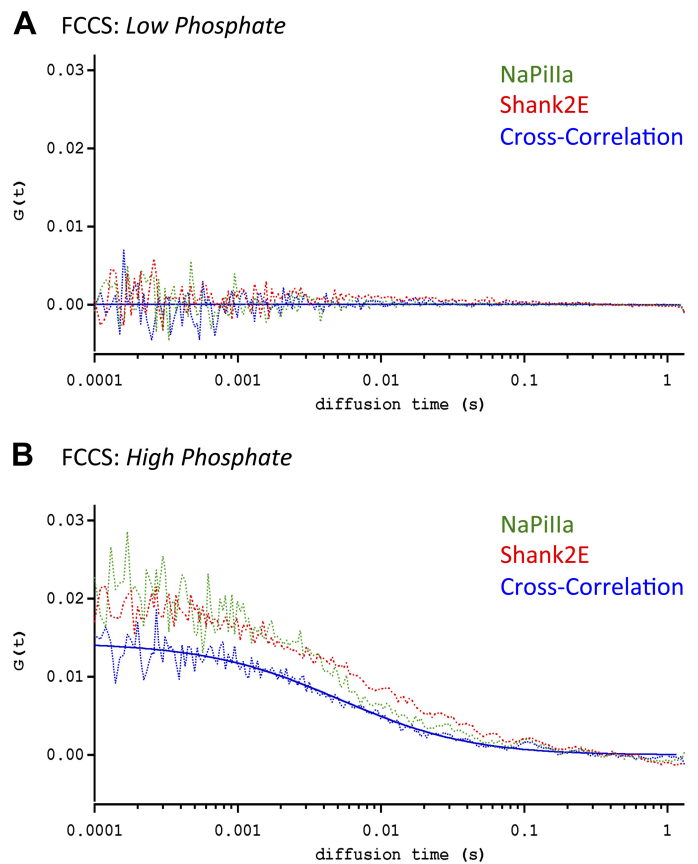 A FCCS: Low Phosphate
0.03
NaPiIIa
Shank2E
0.02
Cross-Correlation
G(t)
0.01
0.00
0.0001 0.001 0.01 0.1 1
diffusion time (s)
B FCCS: High Phosphate
0.03
NaPiIIa
Shank2E
Cross-Correlation
0.02
G(t)
0.01
0.00
0.0001 0.001 0.01 0.1 1
diffusion time (s)